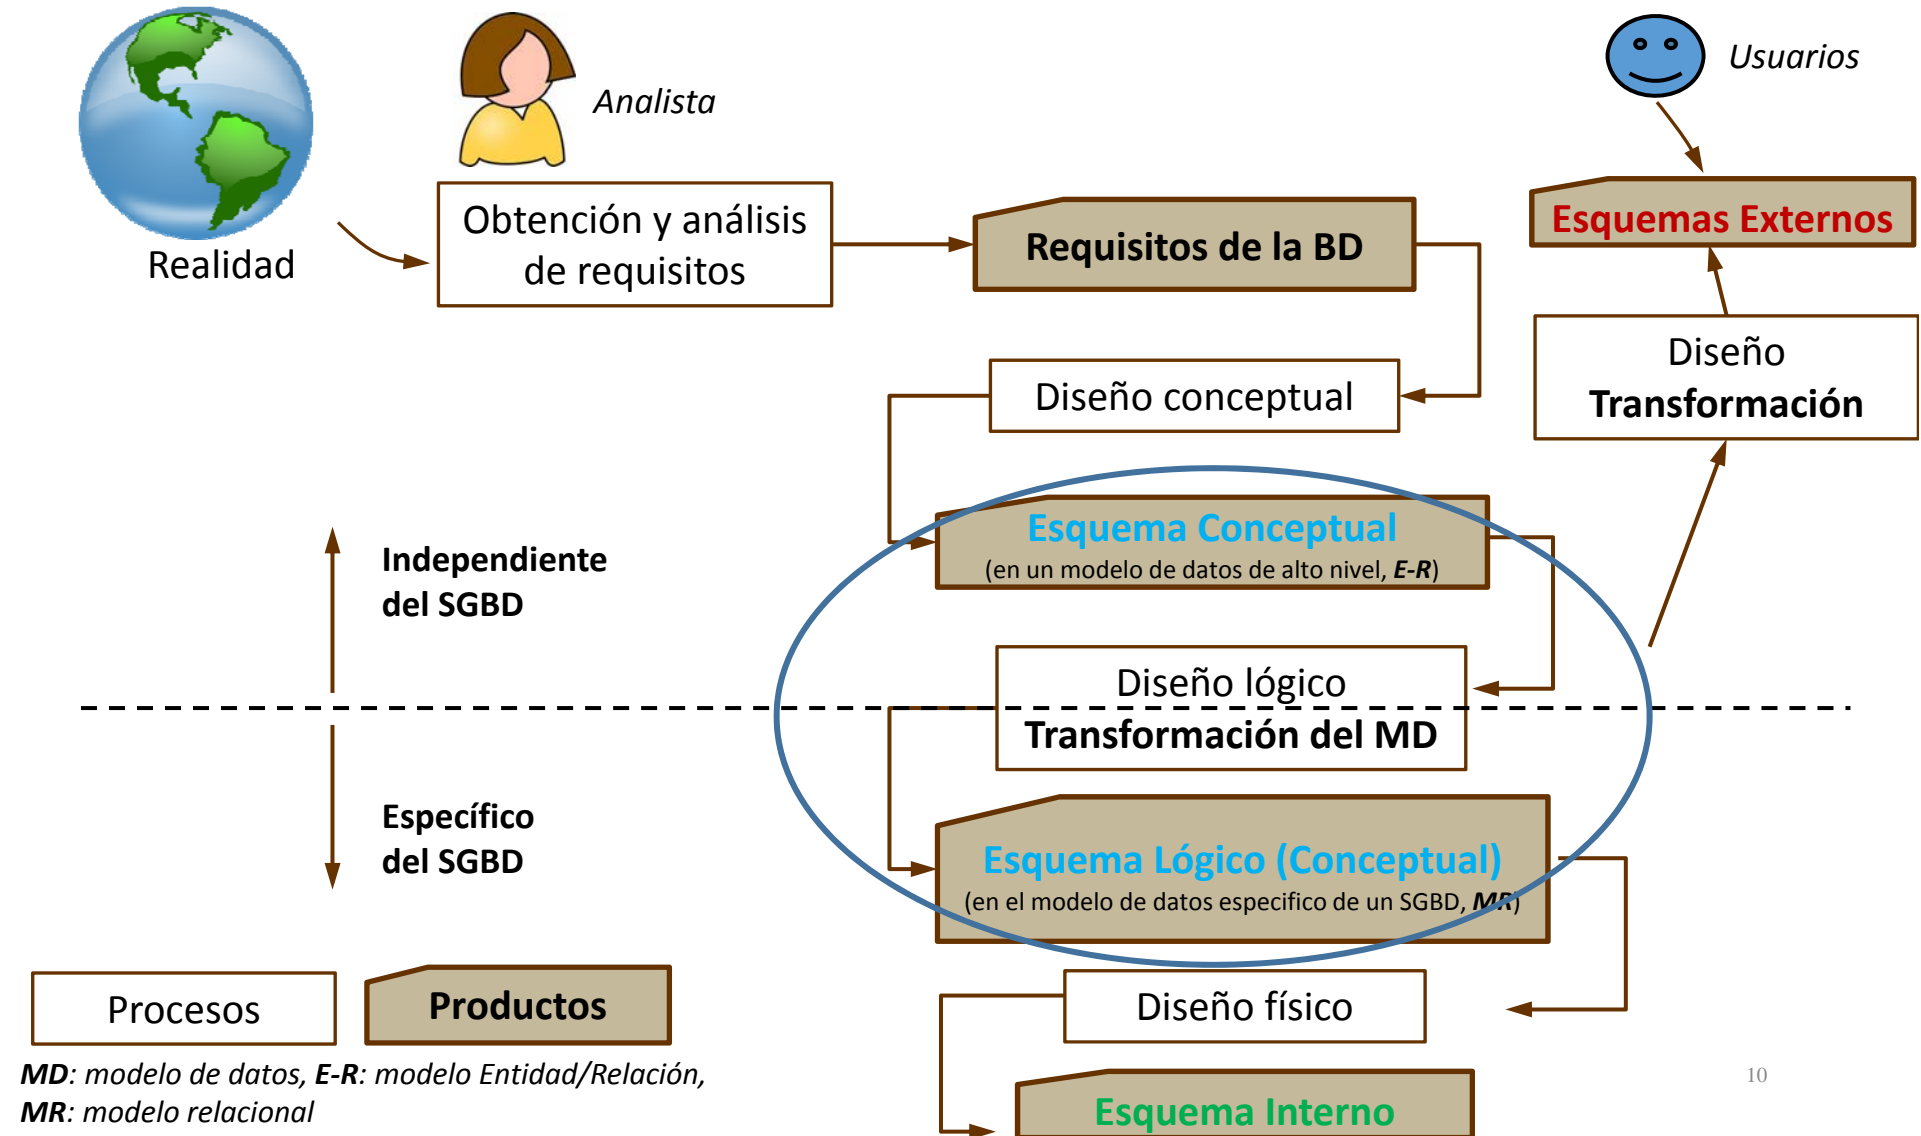 Realidad
Analista
Usuarios
Obtención y análisis
de requisitos
Requisitos de la BD
Esquemas Externos
Diseño
Transformación
Diseño conceptual
Esquema Conceptual
(en un modelo de datos de alto nivel, E-R)
Independiente
del SGBD
Diseño lógico
Transformación del MD
Específico
del SGBD
Esquema Lógico (Conceptual)
(en el modelo de datos especifico de un SGBD, MR)
Procesos
Productos
Diseño físico
MD: modelo de datos, E-R: modelo Entidad/Relación,
MR: modelo relacional
Esquema Interno
10